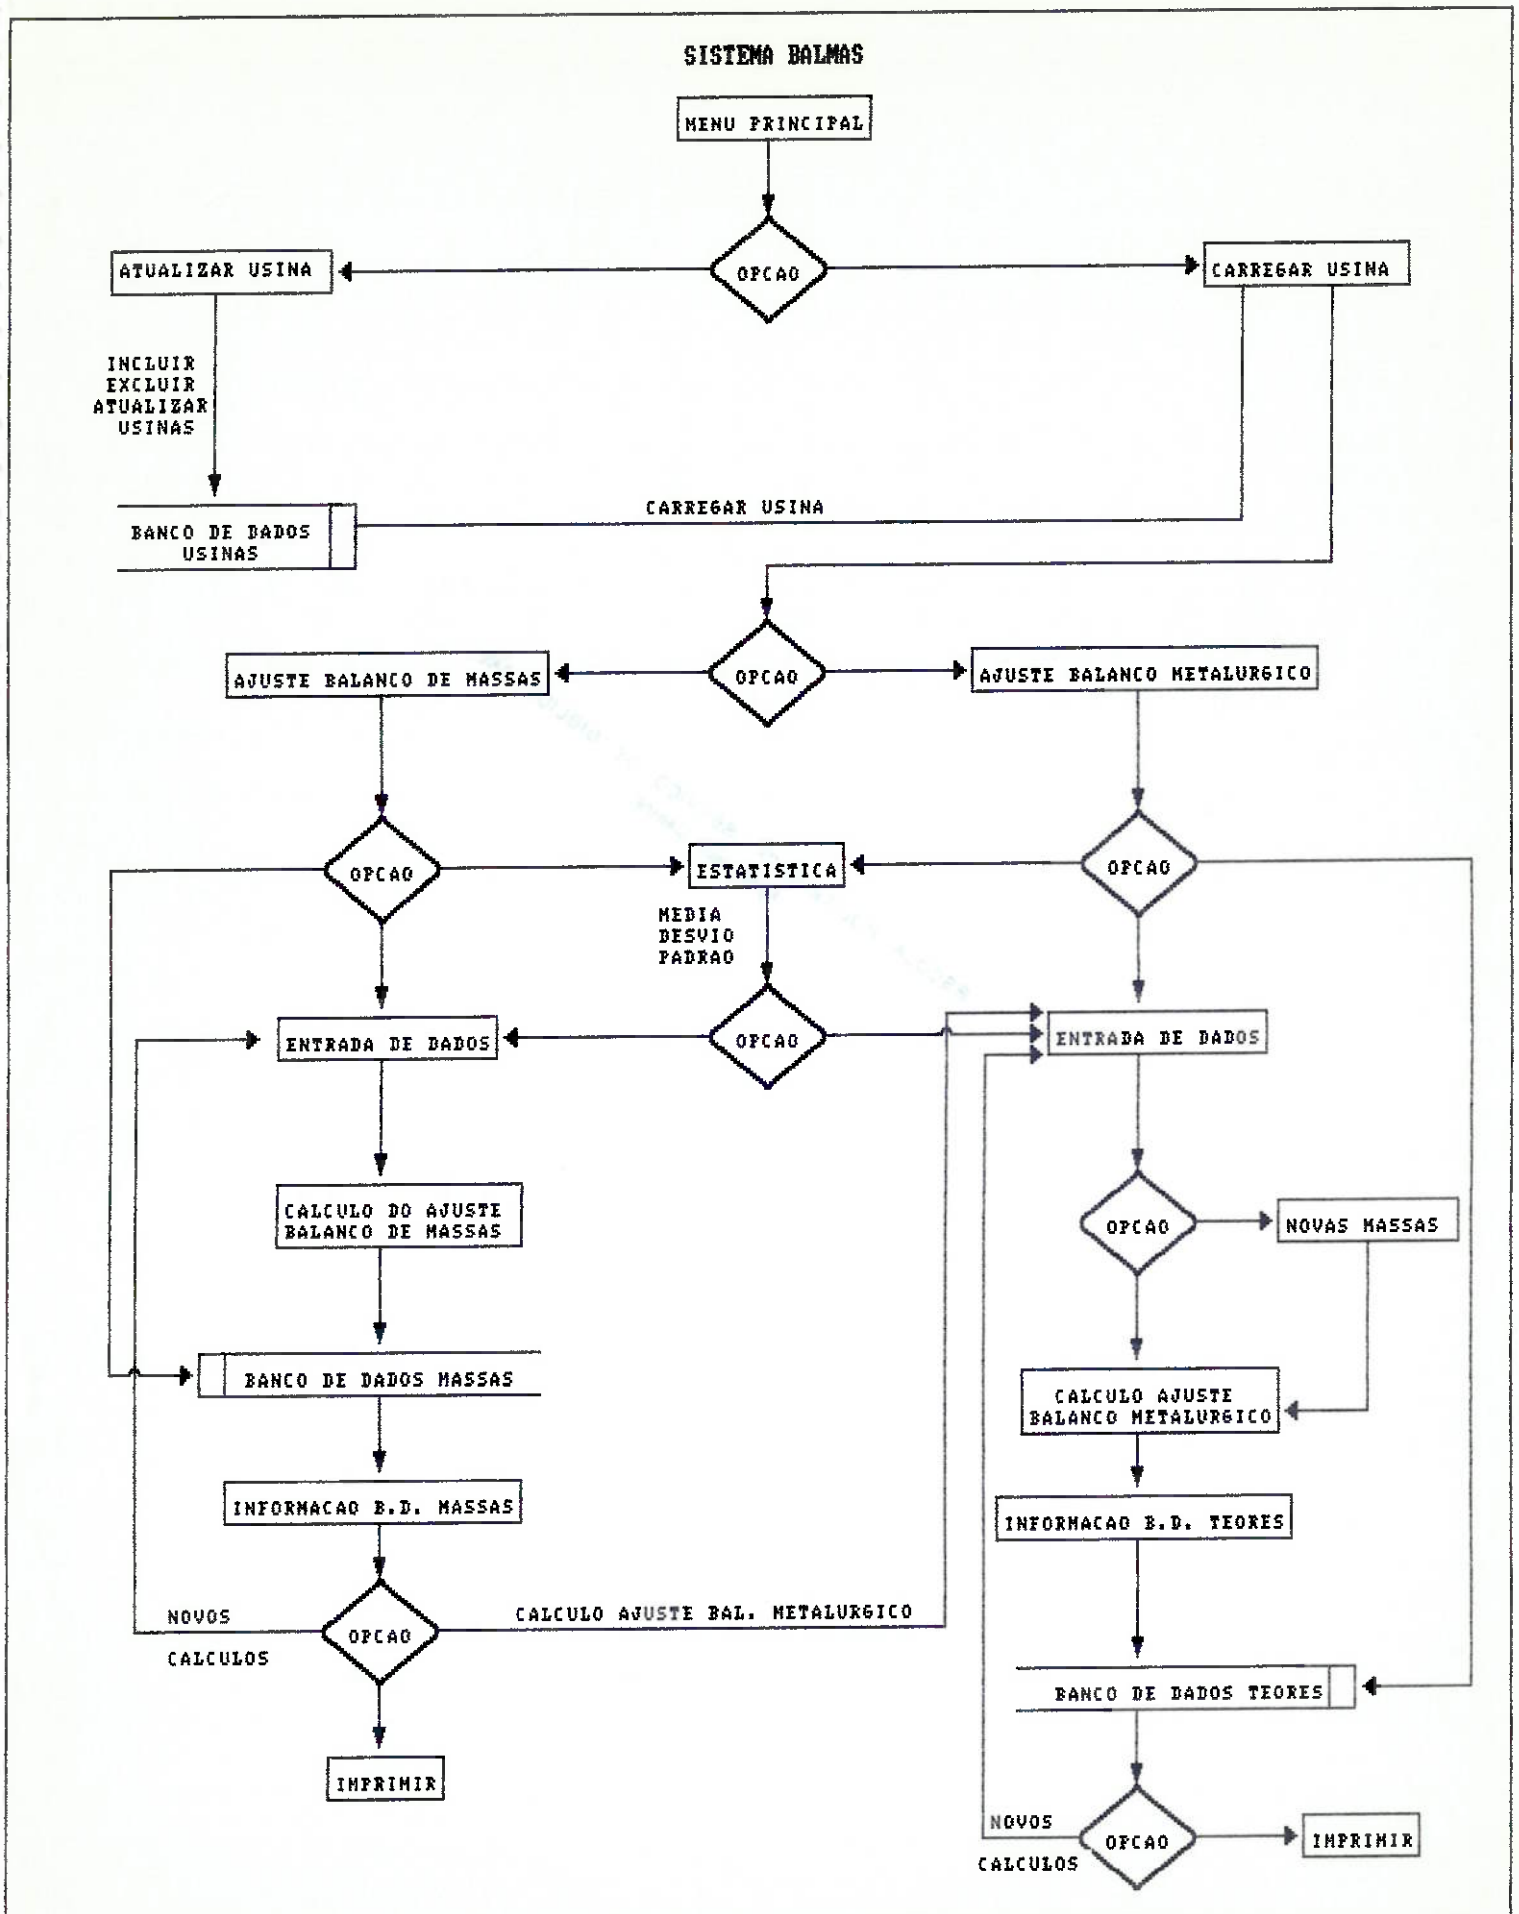 SISTEMA BALMAS
MENU PRINCIPAL
OPCAO
ATUALIZAR USINA
CARREGAR USINA
INCLUIR
EXCLUIR
ATUALIZAR
USINAS
CARREGAR USINA
BANCO DE DADOS
USINAS
OPCAO
AJUSTE BALANCO DE MASSAS
AJUSTE BALANCO METALURGICO
OPCAO
ESTATISTICA
OPCAO
MEDIA
DESVIO
PADRAO
ENTRADA DE DADOS
OPCAO
ENTRADA DE DADOS
CALCULO DO AJUSTE
BALANCO DE MASSAS
OPCAO
NOVAS MASSAS
BANCO DE DADOS MASSAS
CALCULO AJUSTE
BALANCO METALURGICO
INFORMACAO B.D. MASSAS
INFORMACAO B.D. TEORES
NOVOS
CALCULOS
OPCAO
CALCULO AJUSTE BAL. METALURGICO
BANCO DE DADOS TEORES
IMPRIMIR
NOVOS
CALCULOS
OPCAO
IMPRIMIR